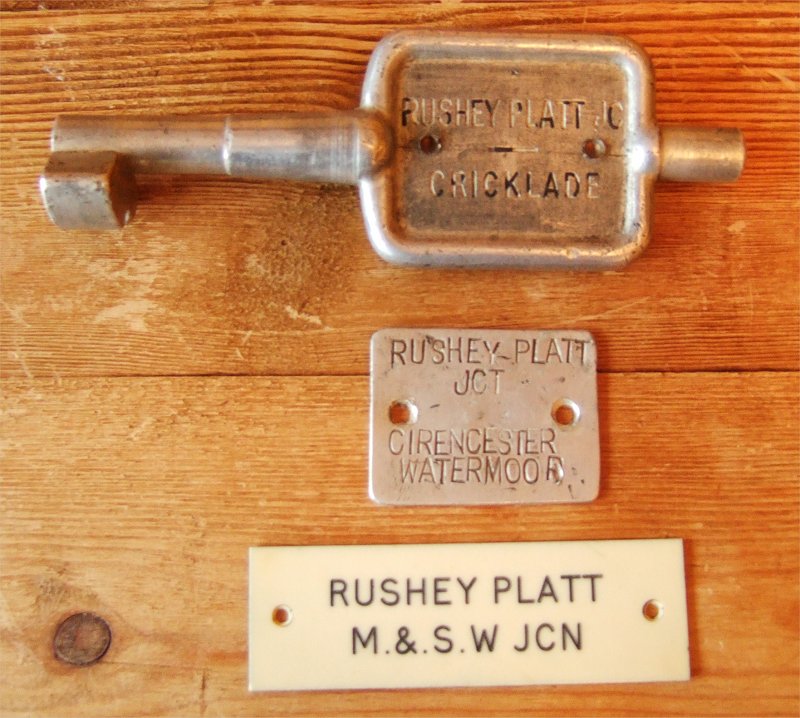 RUSHEY PLATT JC
CRICKLADE
RUSHEY PLATT
JCT
CIRENCESTER
WATERMOOR
RUSHEY PLATT
M.&.S.W JCN